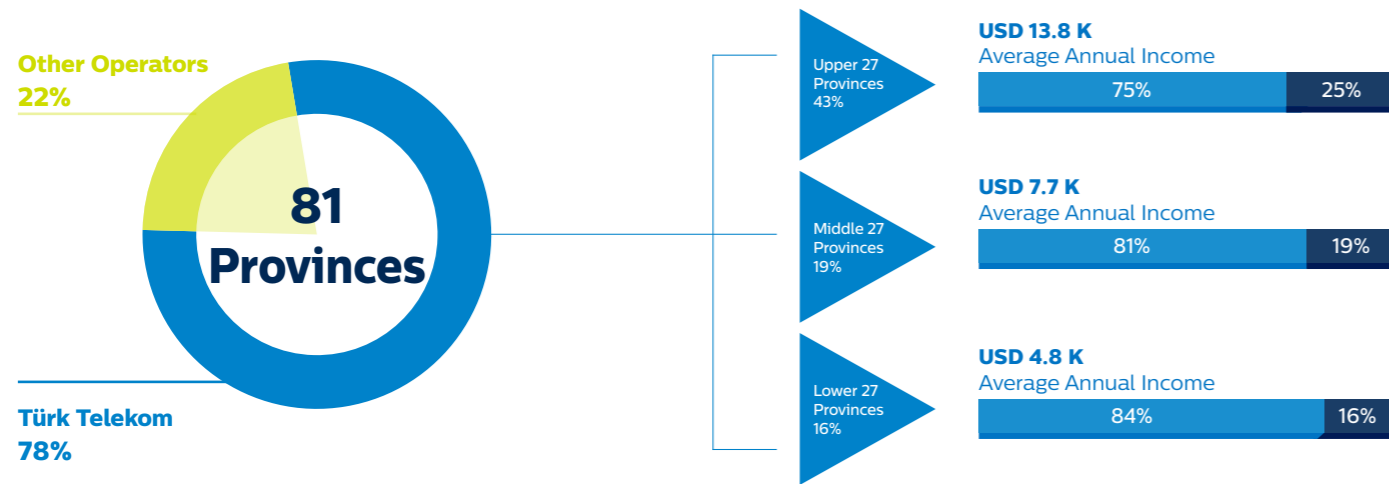 Other Operators
22%
81
Provinces
Türk Telekom
78%
Upper 27
Provinces
43%
USD 13.8 K
Average Annual Income
75% 25%
Middle 27
Provinces
19%
USD 7.7 K
Average Annual Income
81% 19%
Lower 27
Provinces
16%
USD 4.8 K
Average Annual Income
84% 16%